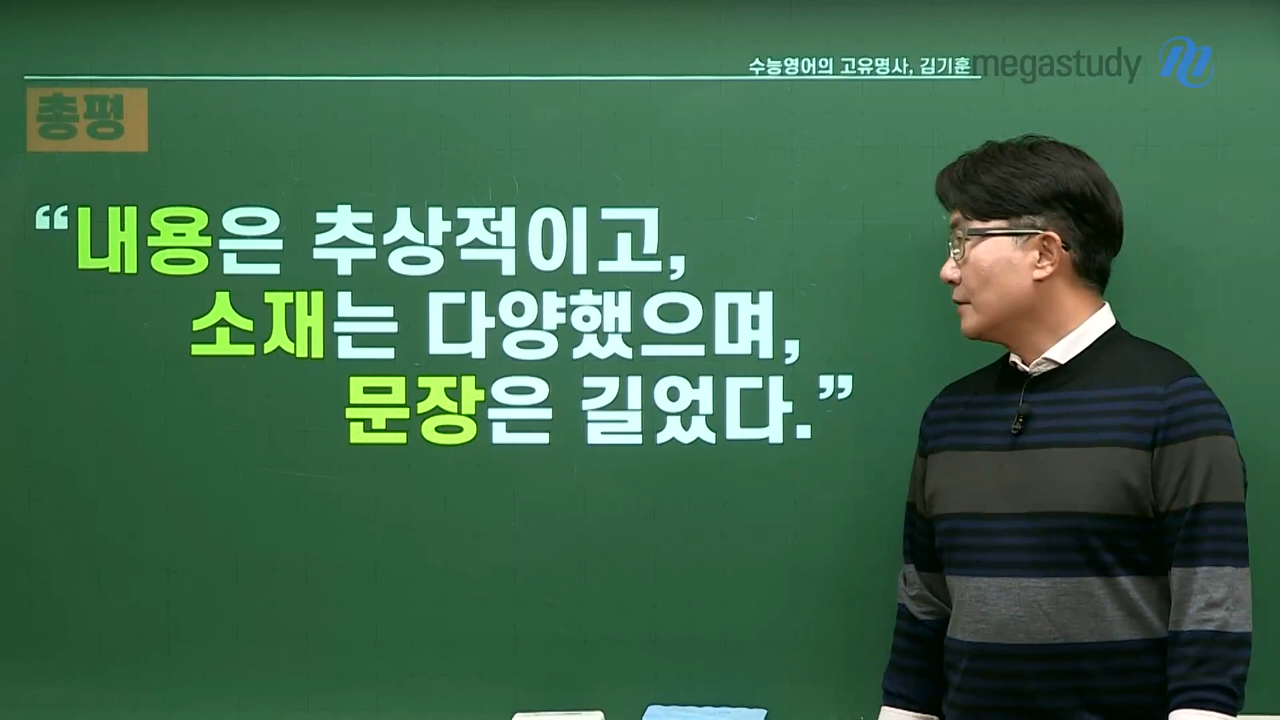 수능영어의 고유명사, 김기훈
megastudy
총평
“내용은 추상적이고,
소재는 다양했으며,
문장은 길었다.”